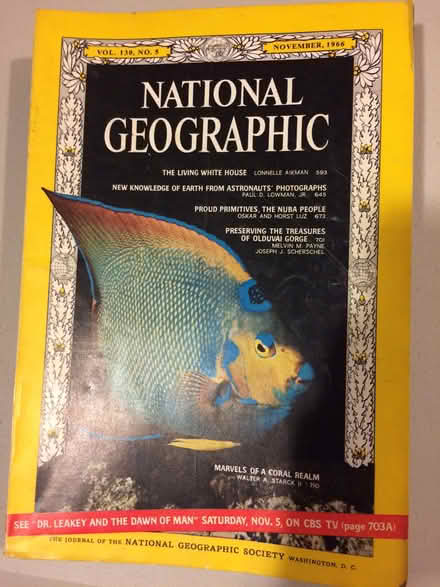 VOL. 130, NO. 5
NOVEMBER, 1966
NATIONAL
GEOGRAPHIC
THE LIVING WHITE HOUSE LONNELLE AIKMAN 593
NEW KNOWLEDGE OF EARTH FROM ASTRONAUTS' PHOTOGRAPHS
PAUL D. LOWMAN, JR. 645
PROUD PRIMITIVES, THE NUBA PEOPLE
OSKAR AND HORST LUZ 673
PRESERVING THE TREASURES
OF OLDUVAI GORGE 701
MELVIN M. PAYNE
JOSEPH J. SCHERSCHEL
MARVELS OF A CORAL REALM
WALTER A. STARCK II 710
SEE "DR. LEAKEY AND THE DAWN OF MAN" SATURDAY, NOV. 5, ON CBS TV (page 703A)
THE JOURNAL OF THE NATIONAL GEOGRAPHIC SOCIETY WASHINGTON, D. C.